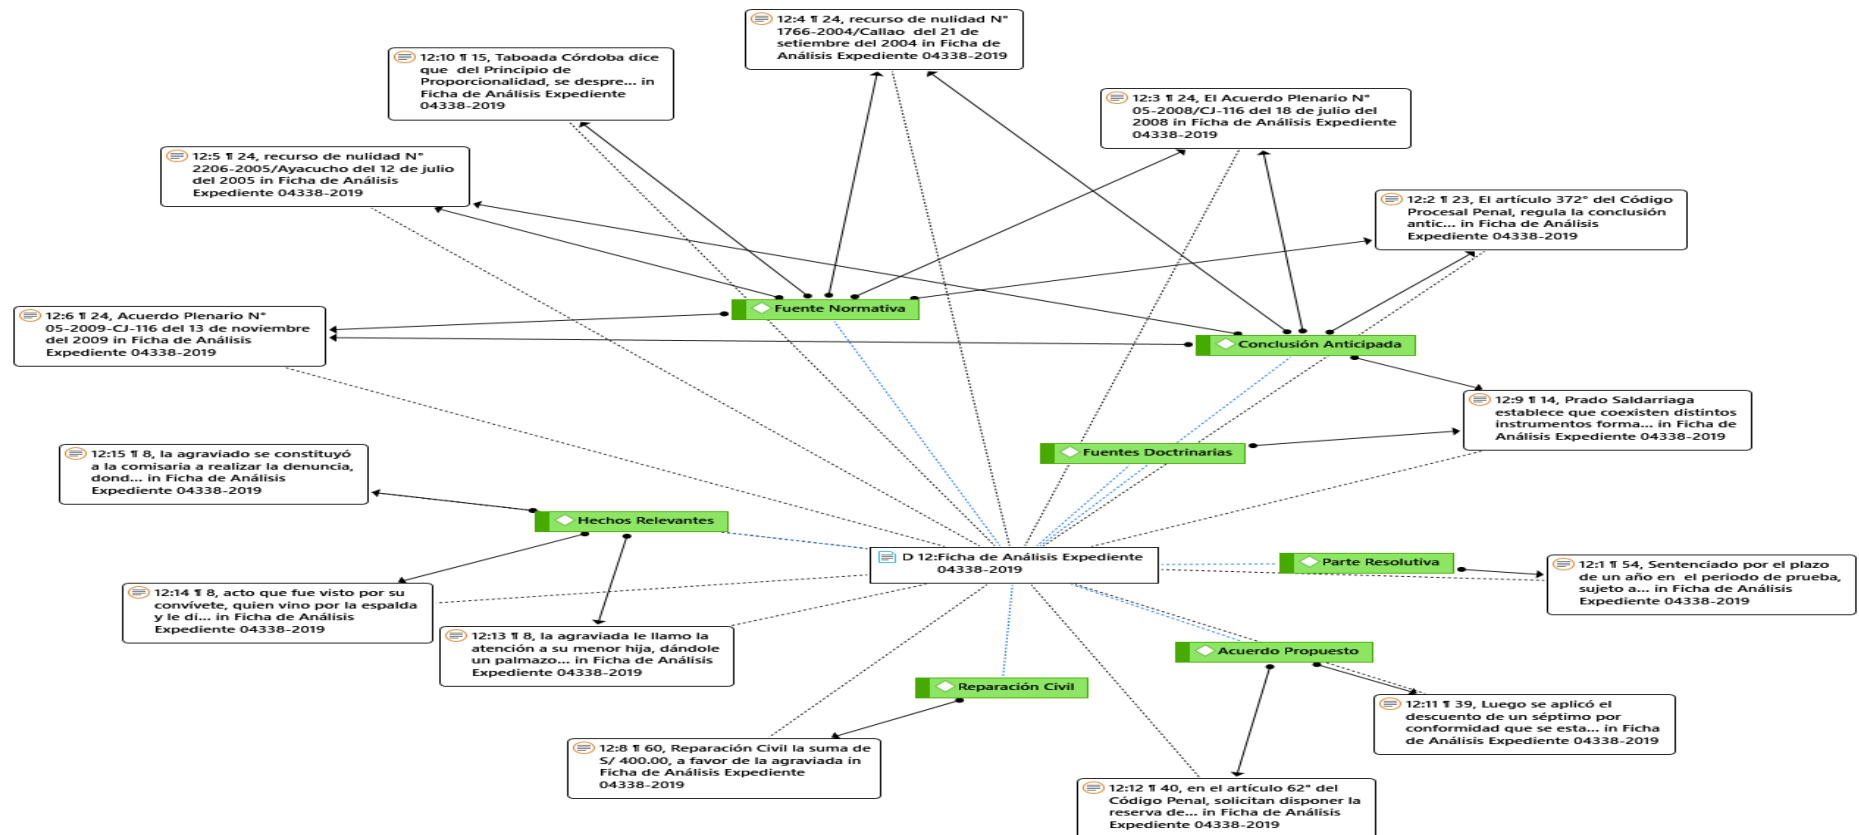 12:4 ¶ 24, recurso de nulidad N°
1766-2004/Callao  del 21 de
setiembre del 2004 in Ficha de
Análisis Expediente 04338-2019
12:10 ¶ 15, Taboada Córdoba dice
que  del Principio de
Proporcionalidad, se despre... in
Ficha de Análisis Expediente
04338-2019
12:3 ¶ 24, El Acuerdo Plenario N°
05-2008/CJ-116 del 18 de julio del
2008 in Ficha de Análisis Expediente
04338-2019
12:5 ¶ 24, recurso de nulidad N°
2206-2005/Ayacucho del 12 de julio
del 2005 in Ficha de Análisis
Expediente 04338-2019
12:2 ¶ 23, El artículo 372° del Código
Procesal Penal, regula la conclusión
antic... in Ficha de Análisis
Expediente 04338-2019
Fuente Normativa
12:6 ¶ 24, Acuerdo Plenario N°
05-2009-CJ-116 del 13 de noviembre
del 2009 in Ficha de Análisis
Expediente 04338-2019
Conclusión Anticipada
12:9 ¶ 14, Prado Saldarriaga
establece que coexisten distintos
instrumentos forma... in Ficha de
Análisis Expediente 04338-2019
Fuentes Doctrinarias
12:15 ¶ 8, la agraviado se constituyó
a la comisaria a realizar la denuncia,
dond... in Ficha de Análisis
Expediente 04338-2019
Hechos Relevantes
D 12:Ficha de Análisis Expediente
04338-2019
Parte Resolutiva
12:1 ¶ 54, Sentenciado por el plazo
de un año en  el periodo de prueba,
sujeto a... in Ficha de Análisis
Expediente 04338-2019
12:14 ¶ 8, acto que fue visto por su
convívete, quien vino por la espalda
y le di... in Ficha de Análisis
Expediente 04338-2019
12:13 ¶ 8, la agraviada le llamo la
atención a su menor hija, dándole
un palmazo... in Ficha de Análisis
Expediente 04338-2019
Acuerdo Propuesto
Reparación Civil
12:11 ¶ 39, Luego se aplicó el
descuento de un séptimo por
conformidad que se esta... in Ficha
de Análisis Expediente 04338-2019
12:8 ¶ 60, Reparación Civil la suma de
S/ 400.00, a favor de la agraviada in
Ficha de Análisis Expediente
04338-2019
12:12 ¶ 40, en el artículo 62° del
Código Penal, solicitan disponer la
reserva de... in Ficha de Análisis
Expediente 04338-2019